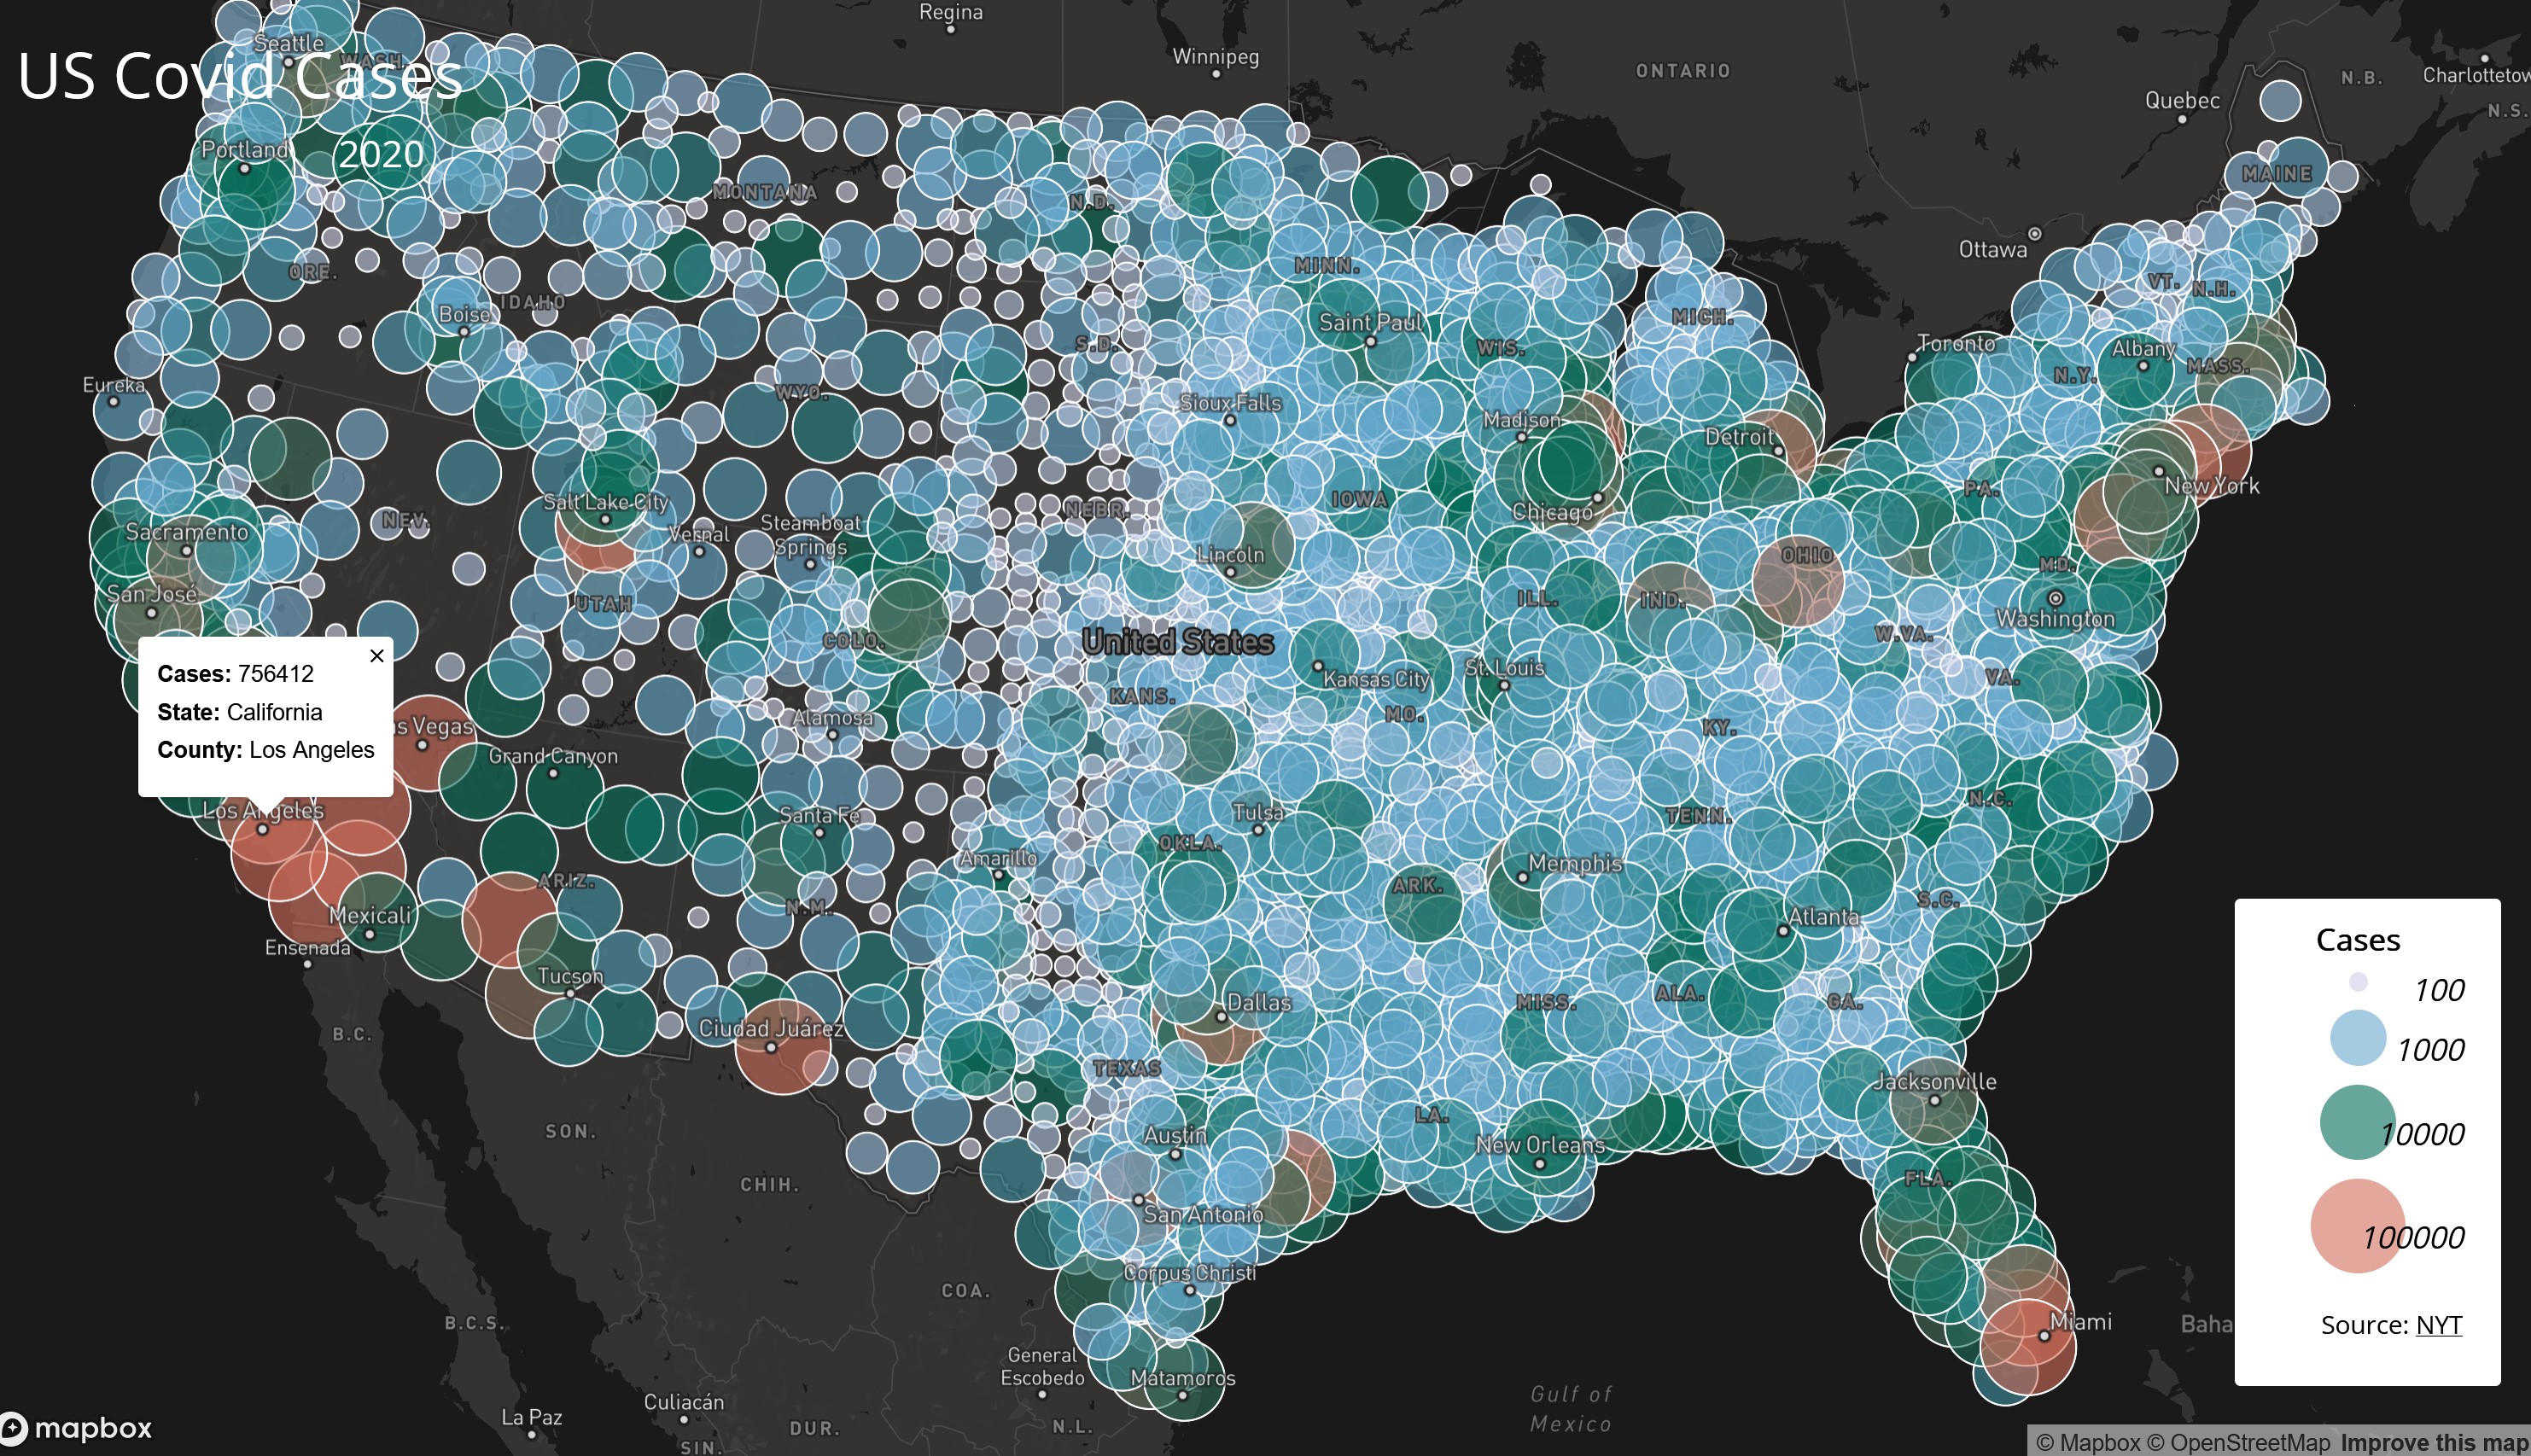 US Covid Cases
2020
Regina
Winnipeg
ONTARIO
Quebec
N.B.
Charlottetow
N.S.
Seattle
WASH.
Portland
MONTANA
N.D.
MAINE
Ottawa
ORE.
IDAHO
Boise
MINN.
Saint Paul
S.D.
WIS.
MICH.
VT.
N.H.
Toronto
Albany
MASS.
N.Y.
Eureka
WYO.
Sioux Falls
Madison
Detroit
Salt Lake City
NEV.
Sacramento
Vernal
Steamboat
Springs
NEBR.
IOWA
Chicago
PA.
New York
Lincoln
OHIO
MD.
San José
UTAH
COLO.
ILL.
IND.
Washington
W.VA.
United States
Cases: 756412
State: California
County: Los Angeles
Kansas City
St. Louis
VA.
KANS.
MO.
KY.
as Vegas
Alamosa
Grand Canyon
Los Angeles
Santa Fe
Tulsa
TENN.
N.C.
OKLA.
Amarillo
Memphis
ARIZ.
ARK.
N.M.
S.C.
Mexicali
Atlanta
Ensenada
Tucson
Dallas
MISS.
ALA.
GA.
B.C.
Ciudad Juárez
TEXAS
Jacksonville
SON.
Austin
LA.
New Orleans
CHIH.
FLA.
San Antonio
Corpus Christi
COA.
B.C.S.
Miami
Baha
General
Escobedo
Matamoros
Gulf of
Mexico
La Paz
Culiacán
DUR.
N.L.
SIN.
Cases
100
1000
10000
100000
Source: NYT
mapbox
© Mapbox © OpenStreetMap Improve this map